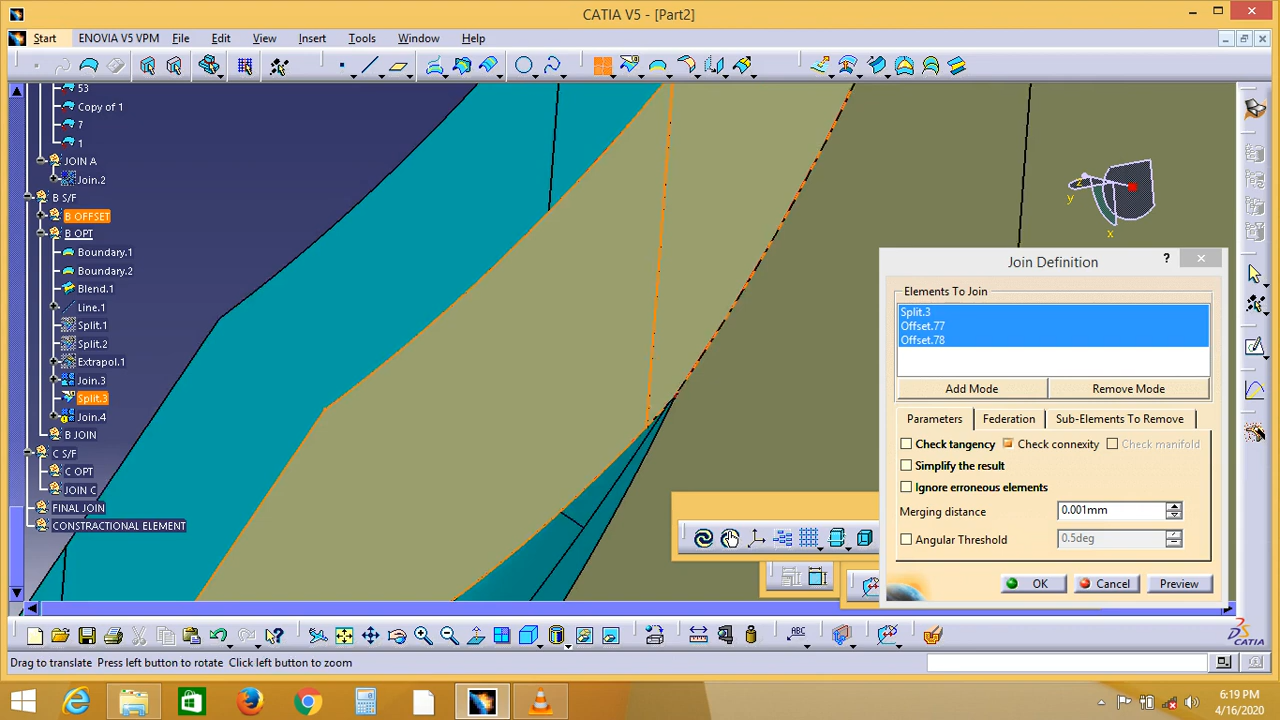 CATIA V5 - [Part2]
Start
ENOVIA V5 VPM
File
Edit
View
Insert
Tools
Window
Help
53
Copy of 1
7
1
JOIN A
Join.2
B S/F
B OFFSET
B OPT
Boundary.1
Boundary.2
Blend.1
Line.1
Split.1
Split.2
Extrapol.1
Join.3
Split.3
Join.4
B JOIN
C S/F
C OPT
JOIN C
FINAL JOIN
CONSTRACTIONAL ELEMENT
z
y
x
Join Definition
?
Elements To Join
Split.3
Offset.77
Offset.78
Add Mode
Remove Mode
Parameters
Federation
Sub-Elements To Remove
Check tangency
Check connexity
Check manifold
Simplify the result
Ignore erroneous elements
Merging distance
0.001mm
Angular Threshold
0.5deg
OK
Cancel
Preview
ABC
CATIA
Drag to translate Press left button to rotate Click left button to zoom
6:19 PM
4/16/2020